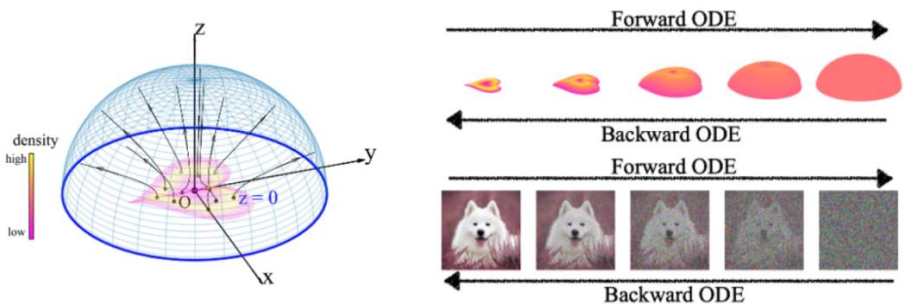 z
density
high
low
y
O
z = 0
x
Forward ODE
Backward ODE
Forward ODE
Backward ODE